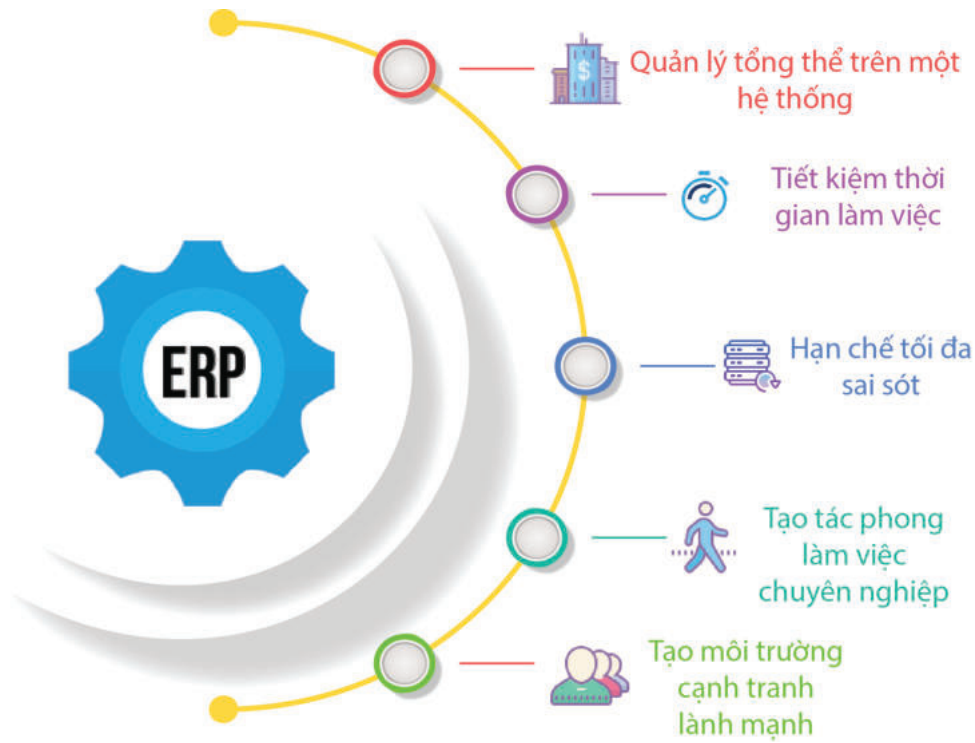 ERP
Quản lý tổng thể trên một
hệ thống
Tiết kiệm thời
gian làm việc
Hạn chế tối đa
sai sót
Tạo tác phong
làm việc
chuyên nghiệp
Tạo môi trường
cạnh tranh
lành mạnh